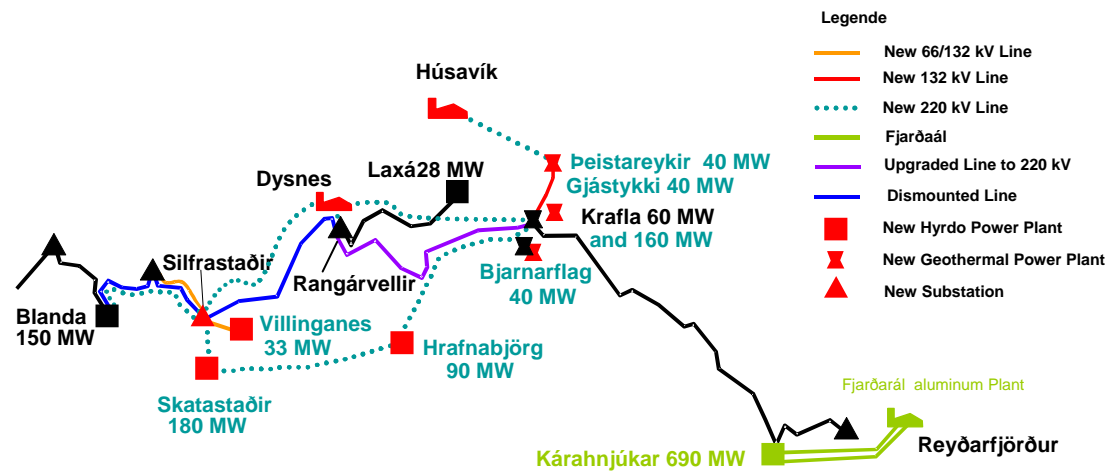 Legende
New 66/132 kV Line
New 132 kV Line
New 220 kV Line
Fjarðaál
Upgraded Line to 220 kV
Dismounted Line
New Hyrdo Power Plant
New Geothermal Power Plant
New Substation
Húsavík
Þeistareykir 40 MW
Gjástykki 40 MW
Laxá28 MW
Dysnes
Krafla 60 MW
and 160 MW
Silfrastaðir
Rangárvellir
Bjarnarflag
40 MW
Blanda
150 MW
Villinganes
33 MW
Hrafnabjörg
90 MW
Skatastaðir
180 MW
Fjarðarál aluminum Plant
Reyðarfjörður
Kárahnjúkar 690 MW